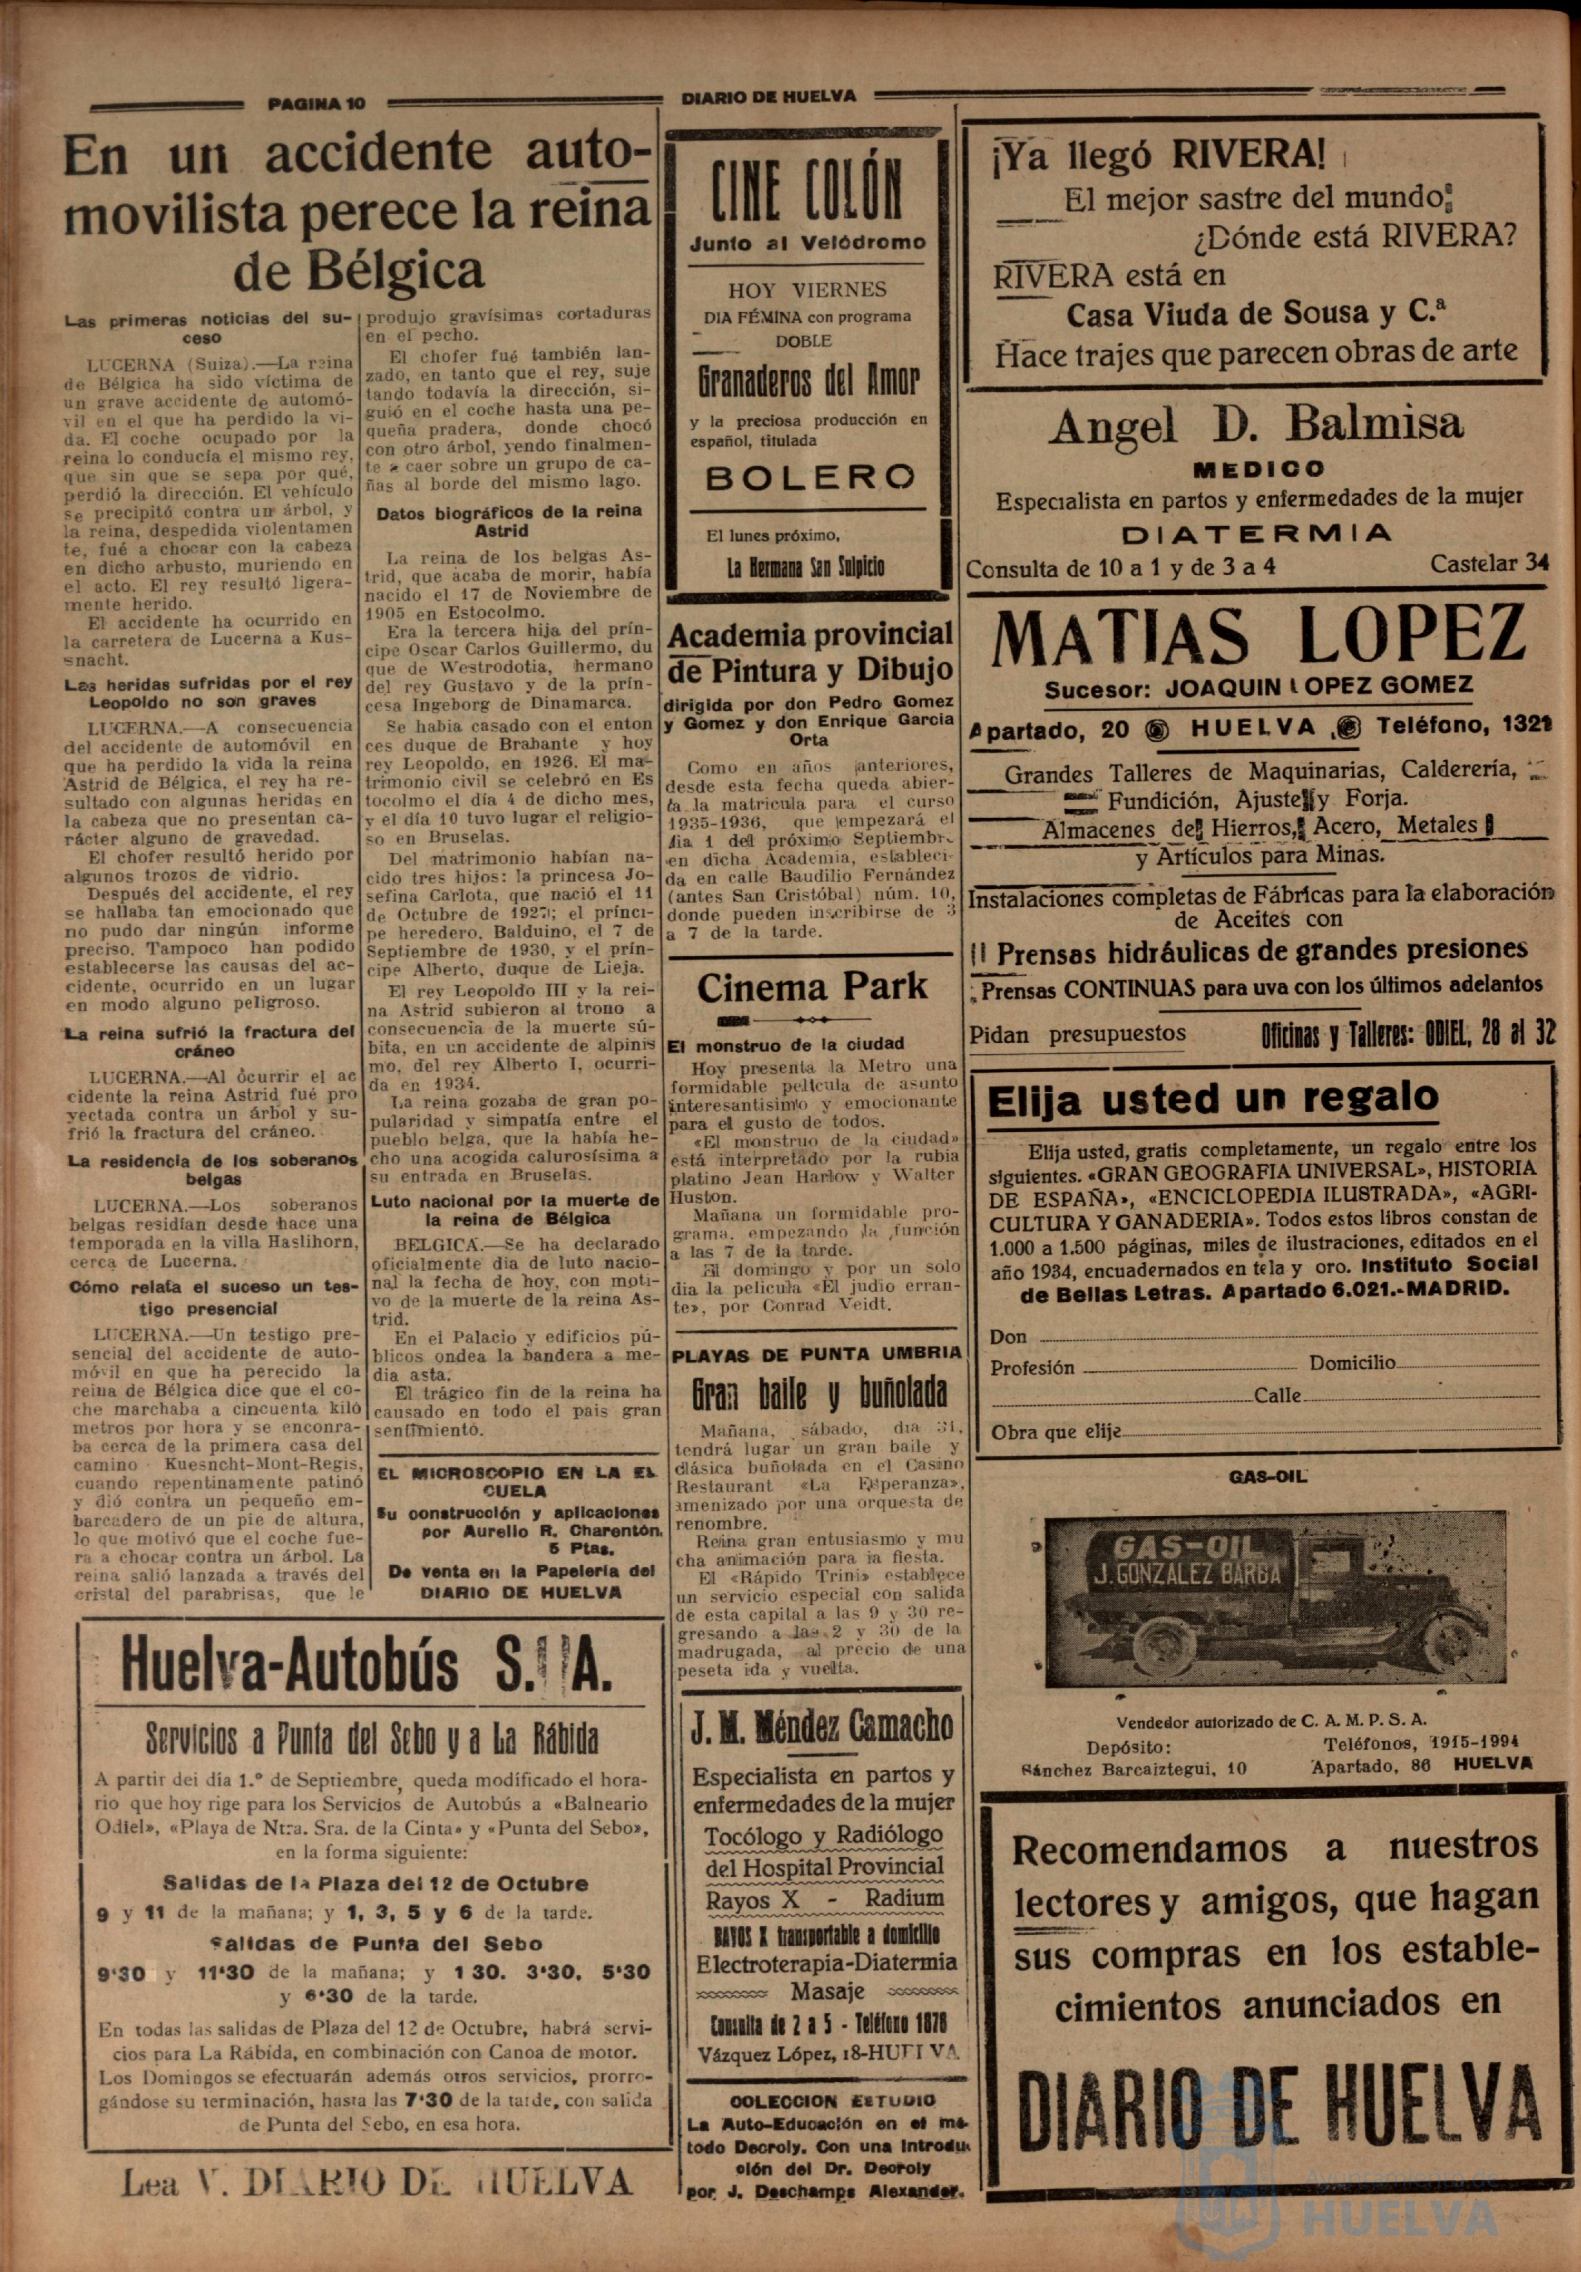 PAGINA 10
DIARIO DE HUELVA
En un accidente auto-
movilista perece la reina
de Bélgica
Las primeras noticias del su-
ceso
LUCERNA (Suiza).—La reina
de Bélgica ha sido víctima de
un grave accidente de automó-
vil en el que ha perdido la vi-
da. El coche ocupado por la
reina lo conducía el mismo rey,
que sin que se sepa por qué,
perdió la dirección. El vehículo
se precipitó contra un árbol, y
la reina, despedida violentamen
te, fué a chocar con la cabeza
en dicho arbusto, muriendo en
el acto. El rey resultó ligera-
mente herido.
El accidente ha ocurrido en
la carretera de Lucerna a Kus-
snacht.
Las heridas sufridas por el rey
Leopoldo no son graves
LUCERNA.—A consecuencia
del accidente de automóvil en
que ha perdido la vida la reina
Astrid de Bélgica, el rey ha re-
sultado con algunas heridas en
la cabeza que no presentan ca-
rácter alguno de gravedad.
El chofer resultó herido por
algunos trozos de vidrio.
Después del accidente, el rey
se hallaba tan emocionado que
no pudo dar ningún informe
preciso. Tampoco han podido
establecerse las causas del ac-
cidente, ocurrido en un lugar
en modo alguno peligroso.
La reina sufrió la fractura del
cráneo
LUCERNA.—Al ocurrir el ac
cidente la reina Astrid fué pro
yectada contra un árbol y su-
frió la fractura del cráneo.
La residencia de los soberanos
belgas
LUCERNA.—Los soberanos
belgas residían desde hace una
temporada en la villa Haslihorn,
cerca de Lucerna.
Cómo relata el suceso un tes-
tigo presencial
LUCERNA.—Un testigo pre-
sencial del accidente de auto-
móvil en que ha perecido la
reina de Bélgica dice que el co-
che marchaba a cincuenta kiló
metros por hora y se enconra-
ba cerca de la primera casa del
camino Kuesncht-Mont-Regis,
cuando repentinamente patinó
y dió contra un pequeño em-
barcadero de un pie de altura,
lo que motivó que el coche fue-
ra a chocar contra un árbol. La
reina salió lanzada a través del
cristal del parabrisas, que le
produjo gravísimas cortaduras
en el pecho.
El chofer fué también lan-
zado, en tanto que el rey, suje
tando todavía la dirección, si-
guió en el coche hasta una pe-
queña pradera, donde chocó
con otro árbol, yendo finalmen-
te a caer sobre un grupo de ca-
ñas al borde del mismo lago.
Datos biográficos de la reina
Astrid
La reina de los belgas As-
trid, que acaba de morir, había
nacido el 17 de Noviembre de
1905 en Estocolmo.
Era la tercera hija del prín-
cipe Oscar Carlos Guillermo, du
que de Westrodotia, hermano
del rey Gustavo y de la prin-
cesa Ingeborg de Dinamarca.
Se habia casado con el enton
ces duque de Brabante y hoy
rey Leopoldo, en 1926. El ma-
trimonio civil se celebró en Es
tocolmo el día 4 de dicho mes,
y el día 10 tuvo lugar el religio-
so en Bruselas.
Del matrimonio habían na-
cido tres hijos: la princesa Jo-
sefina Carlota, que nació el 11
de Octubre de 1927; el prínci-
pe heredero, Balduino, el 7 de
Septiembre de 1930, y el prín-
cipe Alberto, duque de Lieja.
El rey Leopoldo III y la rei-
na Astrid subieron al trono a
consecuencia de la muerte sú-
bita, en un accidente de alpinis
mo, del rey Alberto I, ocurri-
da en 1934.
La reina gozaba de gran po-
pularidad y simpatía entre el
pueblo belga, que la había he-
cho una acogida calurosísima a
su entrada en Bruselas.
Luto nacional por la muerte de
la reina de Bélgica
BELGICA.—Se ha declarado
oficialmente dia de luto nacio-
nal la fecha de hoy, con moti-
vo de la muerte de la reina As-
trid.
En el Palacio y edificios pú-
blicos ondea la bandera a me-
dia asta.
El trágico fin de la reina ha
causado en todo el pais gran
sentimiento.
EL MICROSCOPIO EN LA EL
CUELA
Su construcción y aplicaciones
por Aurelio R. Charentón.
5 Ptas.
De venta en la Papelería del
DIARIO DE HUELVA
Huelva-Autobús S. A.
Servicios a Punta del Sebo y a La Rábida
A partir del día 1.º de Septiembre, queda modificado el hora-
rio que hoy rige para los Servicios de Autobús a «Balneario
Odiel», «Playa de Ntra. Sra. de la Cinta» y «Punta del Sebo»,
en la forma siguiente:
Salidas de la Plaza del 12 de Octubre
9 y 11 de la mañana; y 1, 3, 5 y 6 de la tarde.
Salidas de Punta del Sebo
9'30 y 11'30 de la mañana; y 1 30. 3'30, 5'30
y 6'30 de la tarde.
En todas las salidas de Plaza del 12 de Octubre, habrá servi-
cios para La Rábida, en combinación con Canoa de motor.
Los Domingos se efectuarán además otros servicios, prorro-
gándose su terminación, hasta las 7'30 de la tarde, con salida
de Punta del Sebo, en esa hora.
Lea V. DIARIO DE HUELVA
CINE COLÓN
Junto al Velódromo
HOY VIERNES
DIA FÉMINA con programa
DOBLE
Granaderos del Amor
y la preciosa producción en
español, titulada
BOLERO
El lunes próximo,
La Hermana San Sulpicio
Academia provincial
de Pintura y Dibujo
dirigida por don Pedro Gomez
y Gomez y don Enrique Garcia
Orta
Como en años anteriores,
desde esta fecha queda abier-
ta la matricula para el curso
1935-1936, que empezará el
dia 1 del próximo Septiembre
en dicha Academia, estableci-
da en calle Baudilio Fernández
(antes San Cristóbal) núm. 10,
donde pueden inscribirse de 3
a 7 de la tarde.
Cinema Park
El monstruo de la ciudad
Hoy presenta la Metro una
formidable pelicula de asunto
interesantisimo y emocionante
para el gusto de todos.
«El monstruo de la ciudad»
está interpretado por la rubia
platino Jean Harlow y Walter
Huston.
Mañana un formidable pro-
grama. empezando la función
a las 7 de la tarde.
El domingo y por un solo
dia la pelicula «El judio erran-
te», por Conrad Veidt.
PLAYAS DE PUNTA UMBRIA
Gran baile y buñolada
Mañana, sábado, dia 31,
tendrá lugar un gran baile y
clásica buñolada en el Casino
Restaurant «La Esperanza»,
amenizado por una orquesta de
renombre.
Reina gran entusiasmo y mu
cha animación para la fiesta.
El «Rápido Trini» establece
un servicio especial con salida
de esta capital a las 9 y 30 re-
gresando a las 2 y 30 de la
madrugada, al precio de una
peseta ida y vuelta.
J. M. Méndez Camacho
Especialista en partos y
enfermedades de la mujer
Tocólogo y Radiólogo
del Hospital Provincial
Rayos X - Radium
RAYOS X transportable a domicilio
Electroterapia-Diatermia
Masaje
Consulta de 2 a 5 - Teléfono 1878
Vázquez López, 18-HUELVA
COLECCION ESTUDIO
La Auto-Educación en el mé-
todo Decroly. Con una Introdu
ción del Dr. Decroly
por J. Deschamps Alexander.
¡Ya llegó RIVERA!
El mejor sastre del mundo
¿Dónde está RIVERA?
RIVERA está en
Casa Viuda de Sousa y C.ª
Hace trajes que parecen obras de arte
Angel D. Balmisa
MEDICO
Especialista en partos y enfermedades de la mujer
DIATERMIA
Consulta de 10 a 1 y de 3 a 4 Castelar 34
MATIAS LOPEZ
Sucesor: JOAQUIN LOPEZ GOMEZ
Apartado, 20 HUELVA Teléfono, 1321
Grandes Talleres de Maquinarias, Calderería,
Fundición, Ajuste y Forja.
Almacenes de Hierros, Acero, Metales
y Artículos para Minas.
Instalaciones completas de Fábricas para la elaboración
de Aceites con
Prensas hidráulicas de grandes presiones
Prensas CONTINUAS para uva con los últimos adelantos
Pidan presupuestos Oficinas y Talleres: ODIEL, 28 al 32
Elija usted un regalo
Elija usted, gratis completamente, un regalo entre los
siguientes. «GRAN GEOGRAFIA UNIVERSAL», HISTORIA
DE ESPAÑA», «ENCICLOPEDIA ILUSTRADA», «AGRI-
CULTURA Y GANADERIA». Todos estos libros constan de
1.000 a 1.500 páginas, miles de ilustraciones, editados en el
año 1934, encuadernados en tela y oro. Instituto Social
de Bellas Letras. Apartado 6.021.-MADRID.
Don
Profesión Domicilio
Calle
Obra que elije
GAS-OIL
GAS-OIL
J. GONZALEZ BARBA
Vendedor autorizado de C. A. M. P. S. A.
Depósito: Teléfonos, 1915-1994
Sánchez Barcaiztegui, 10 Apartado, 86 HUELVA
Recomendamos a nuestros
lectores y amigos, que hagan
sus compras en los estable-
cimientos anunciados en
DIARIO DE HUELVA
HUELVA